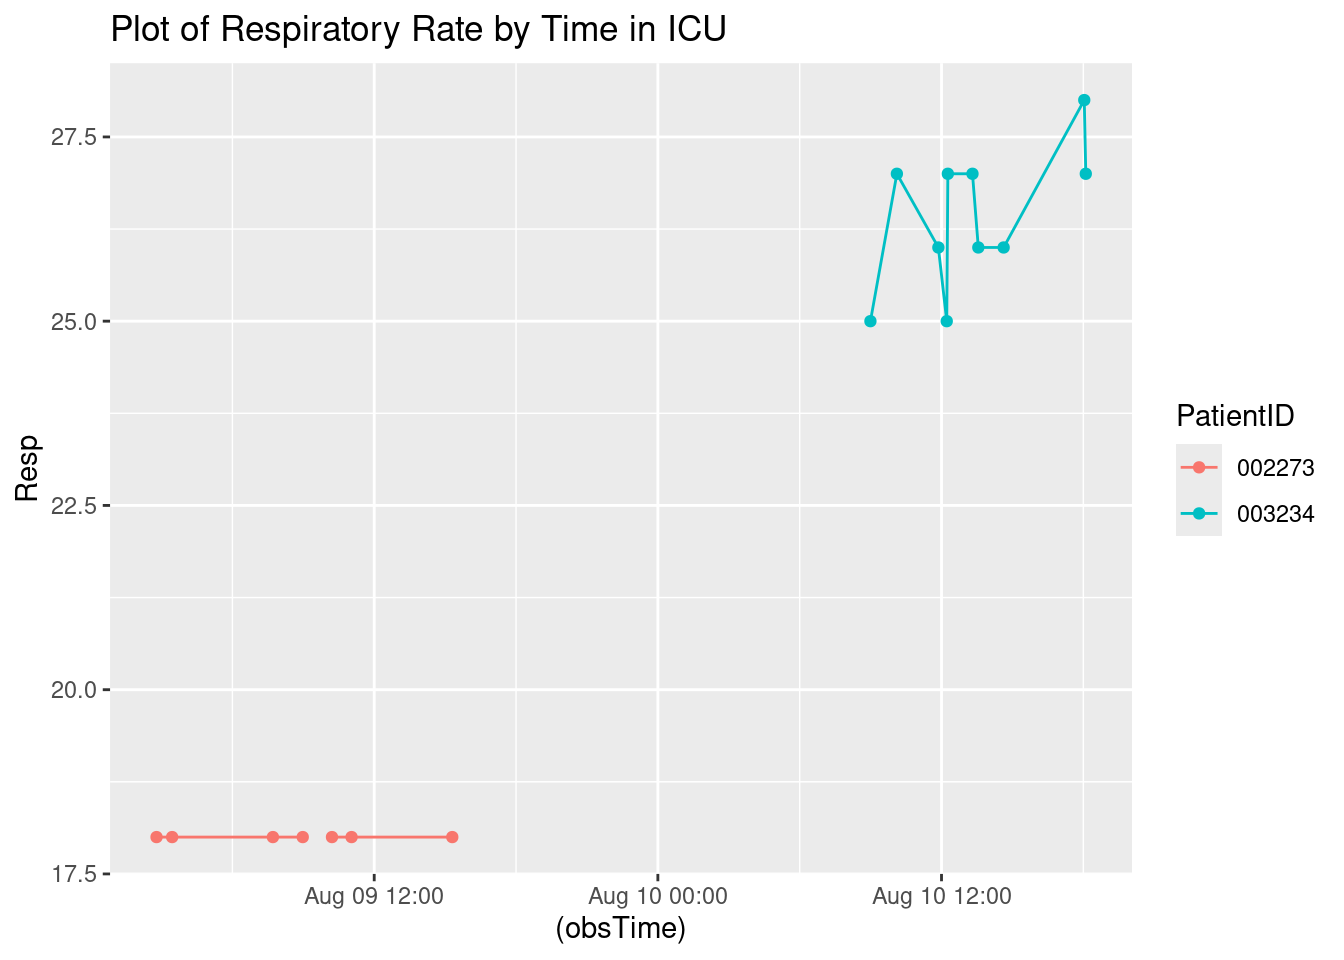 Plot of Respiratory Rate by Time in ICU
27.5
25.0
22.5
20.0
17.5
Resp
Aug 09 12:00 Aug 10 00:00 Aug 10 12:00
(obsTime)
PatientID
002273
003234